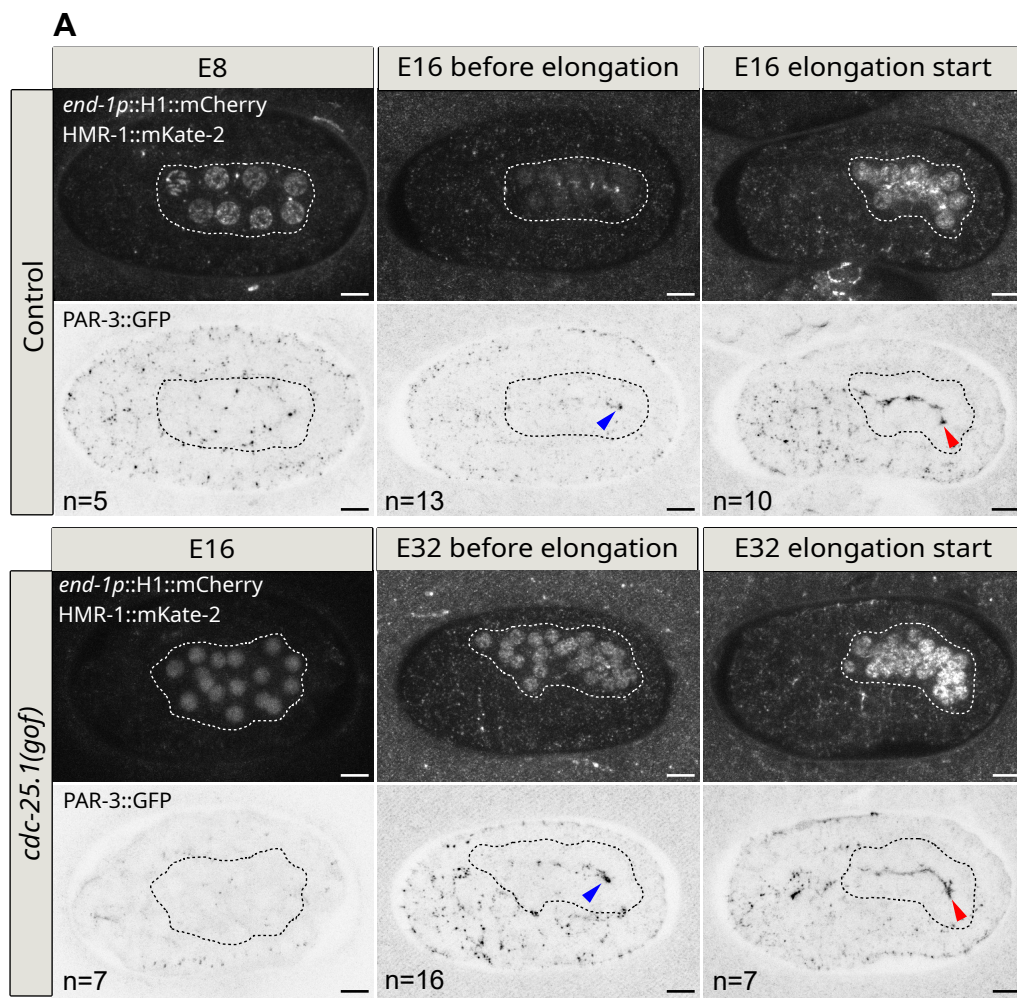 A
E8
E16 before elongation
E16 elongation start
Control
end-1p::H1::mCherry
HMR-1::mKate-2
PAR-3::GFP
n=5
n=13
n=10
E16
E32 before elongation
E32 elongation start
cdc-25.1(gof)
end-1p::H1::mCherry
HMR-1::mKate-2
PAR-3::GFP
n=7
n=16
n=7